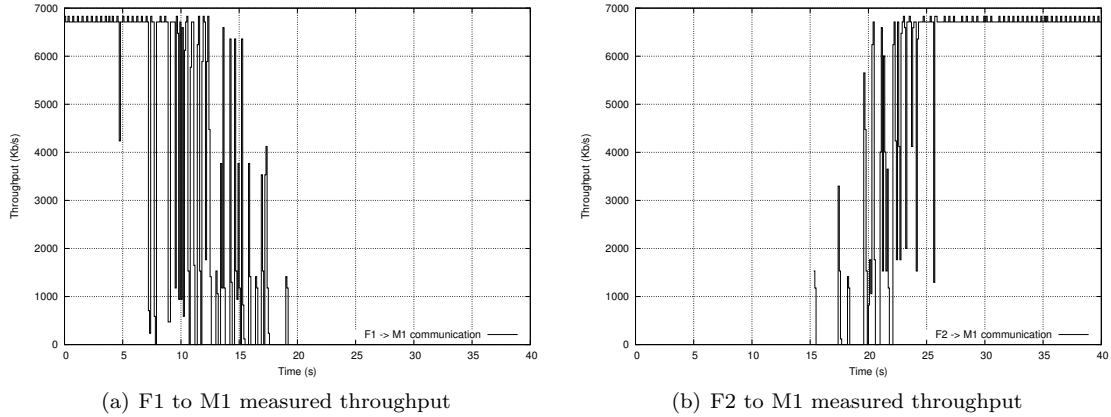 7000
6000
5000
4000
3000
2000
1000
0
0 5 10 15 20 25 30 35 40
Throughput (Kb/s)
Time (s)
F1 -> M1 communication
(a) F1 to M1 measured throughput
7000
6000
5000
4000
3000
2000
1000
0
0 5 10 15 20 25 30 35 40
Throughput (Kb/s)
Time (s)
F2 -> M1 communication
(b) F2 to M1 measured throughput